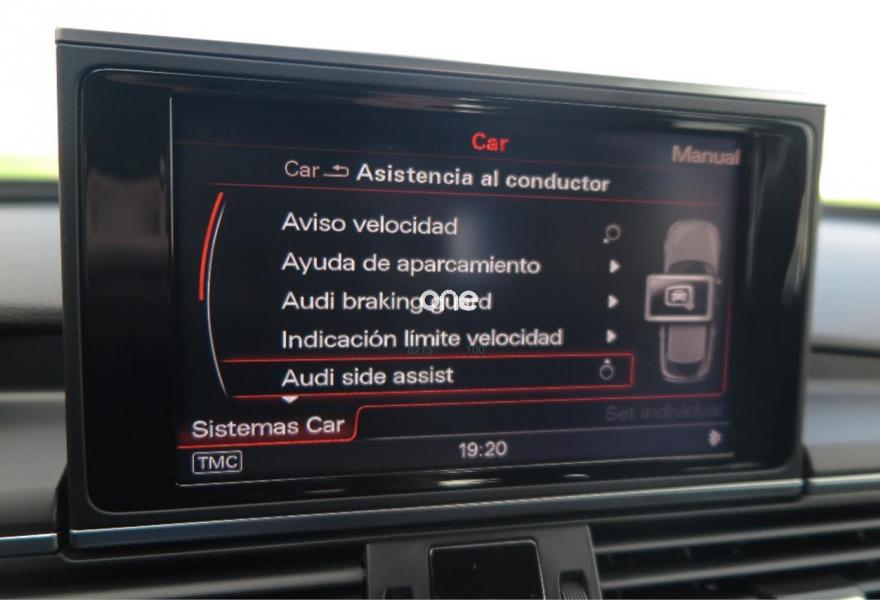 Car
Manual
Car Asistencia al conductor
Aviso velocidad
Ayuda de aparcamiento
Audi braking guard
one
Indicación límite velocidad
Audi side assist
Set individual
Sistemas Car
TMC
19:20